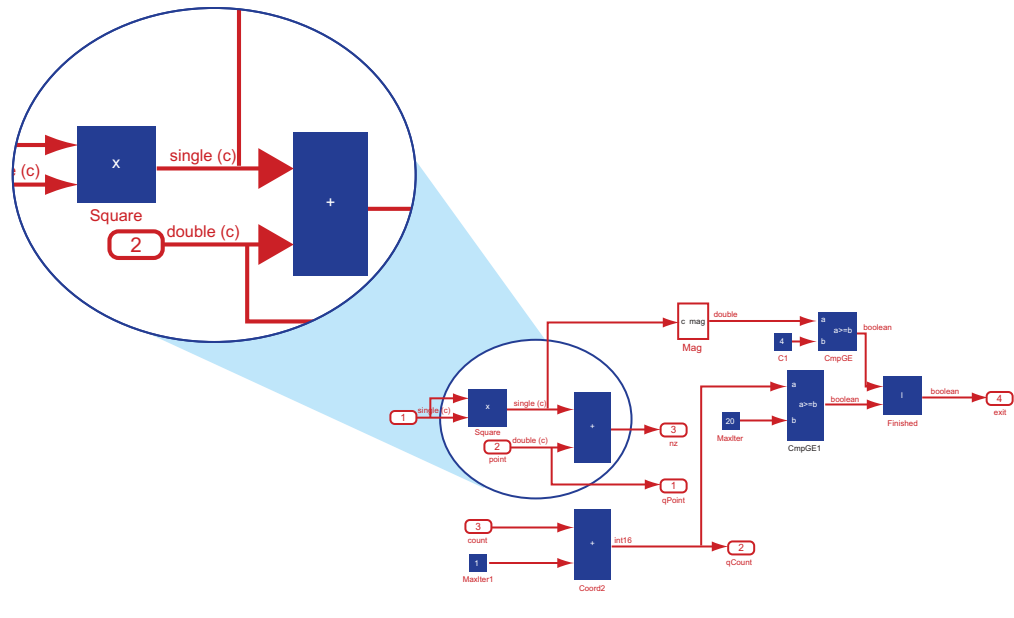 single (c)
x
e (c)
Square
+
double (c)
2
c mag
double
Mag
a
a>=b
b
boolean
4
C1
CmpGE
a
a>=b
b
boolean
20
MaxIter
CmpGE1
|
Finished
boolean
4
exit
1
single (c)
x
Square
single (c)
2
point
double (c)
+
3
nz
1
qPoint
3
count
1
MaxIter1
+
Coord2
int16
2
qCount